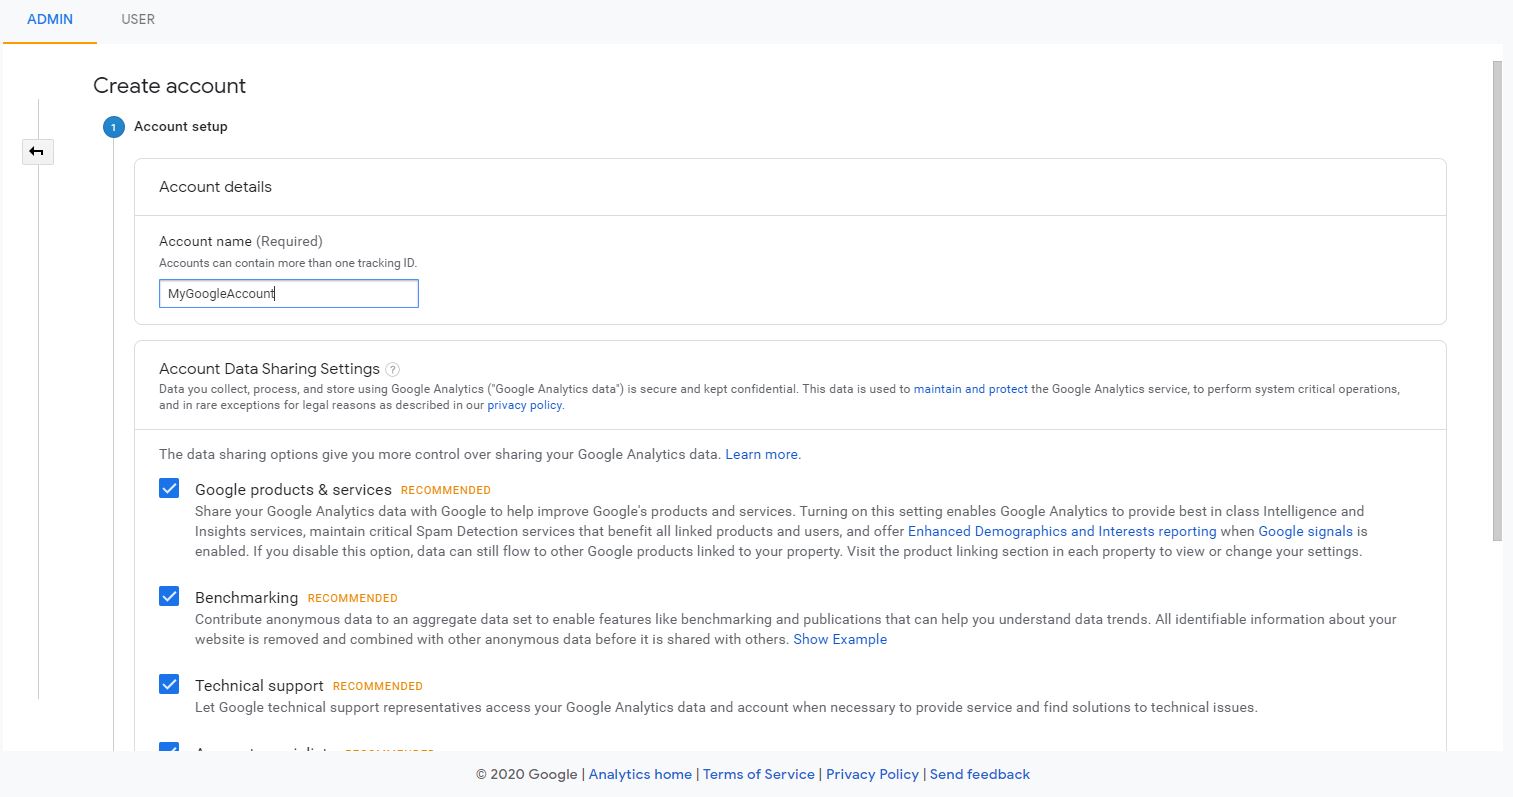 ADMIN USER
Create account
1 Account setup
Account details
Account name (Required)
Accounts can contain more than one tracking ID.
MyGoogleAccount
Account Data Sharing Settings ?
Data you collect, process, and store using Google Analytics ("Google Analytics data") is secure and kept confidential. This data is used to maintain and protect the Google Analytics service, to perform system critical operations,
and in rare exceptions for legal reasons as described in our privacy policy.
The data sharing options give you more control over sharing your Google Analytics data. Learn more.
Google products & services RECOMMENDED
Share your Google Analytics data with Google to help improve Google's products and services. Turning on this setting enables Google Analytics to provide best in class Intelligence and
Insights services, maintain critical Spam Detection services that benefit all linked products and users, and offer Enhanced Demographics and Interests reporting when Google signals is
enabled. If you disable this option, data can still flow to other Google products linked to your property. Visit the product linking section in each property to view or change your settings.
Benchmarking RECOMMENDED
Contribute anonymous data to an aggregate data set to enable features like benchmarking and publications that can help you understand data trends. All identifiable information about your
website is removed and combined with other anonymous data before it is shared with others. Show Example
Technical support RECOMMENDED
Let Google technical support representatives access your Google Analytics data and account when necessary to provide service and find solutions to technical issues.
© 2020 Google | Analytics home | Terms of Service | Privacy Policy | Send feedback